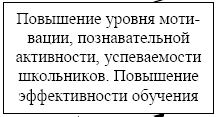 Повышение уровня моти-
вации, познавательной
активности, успеваемости
школьников. Повышение
эффективности обучения